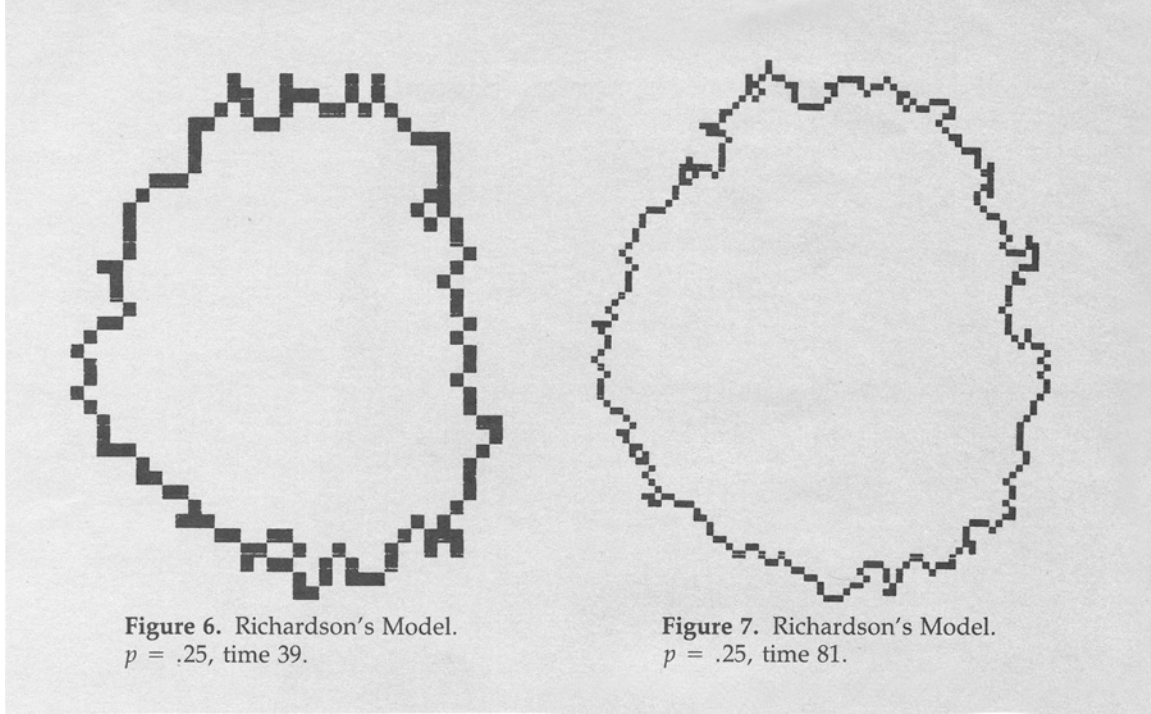 Figure 6. Richardson's Model.
p = .25, time 39.
Figure 7. Richardson's Model.
p = .25, time 81.